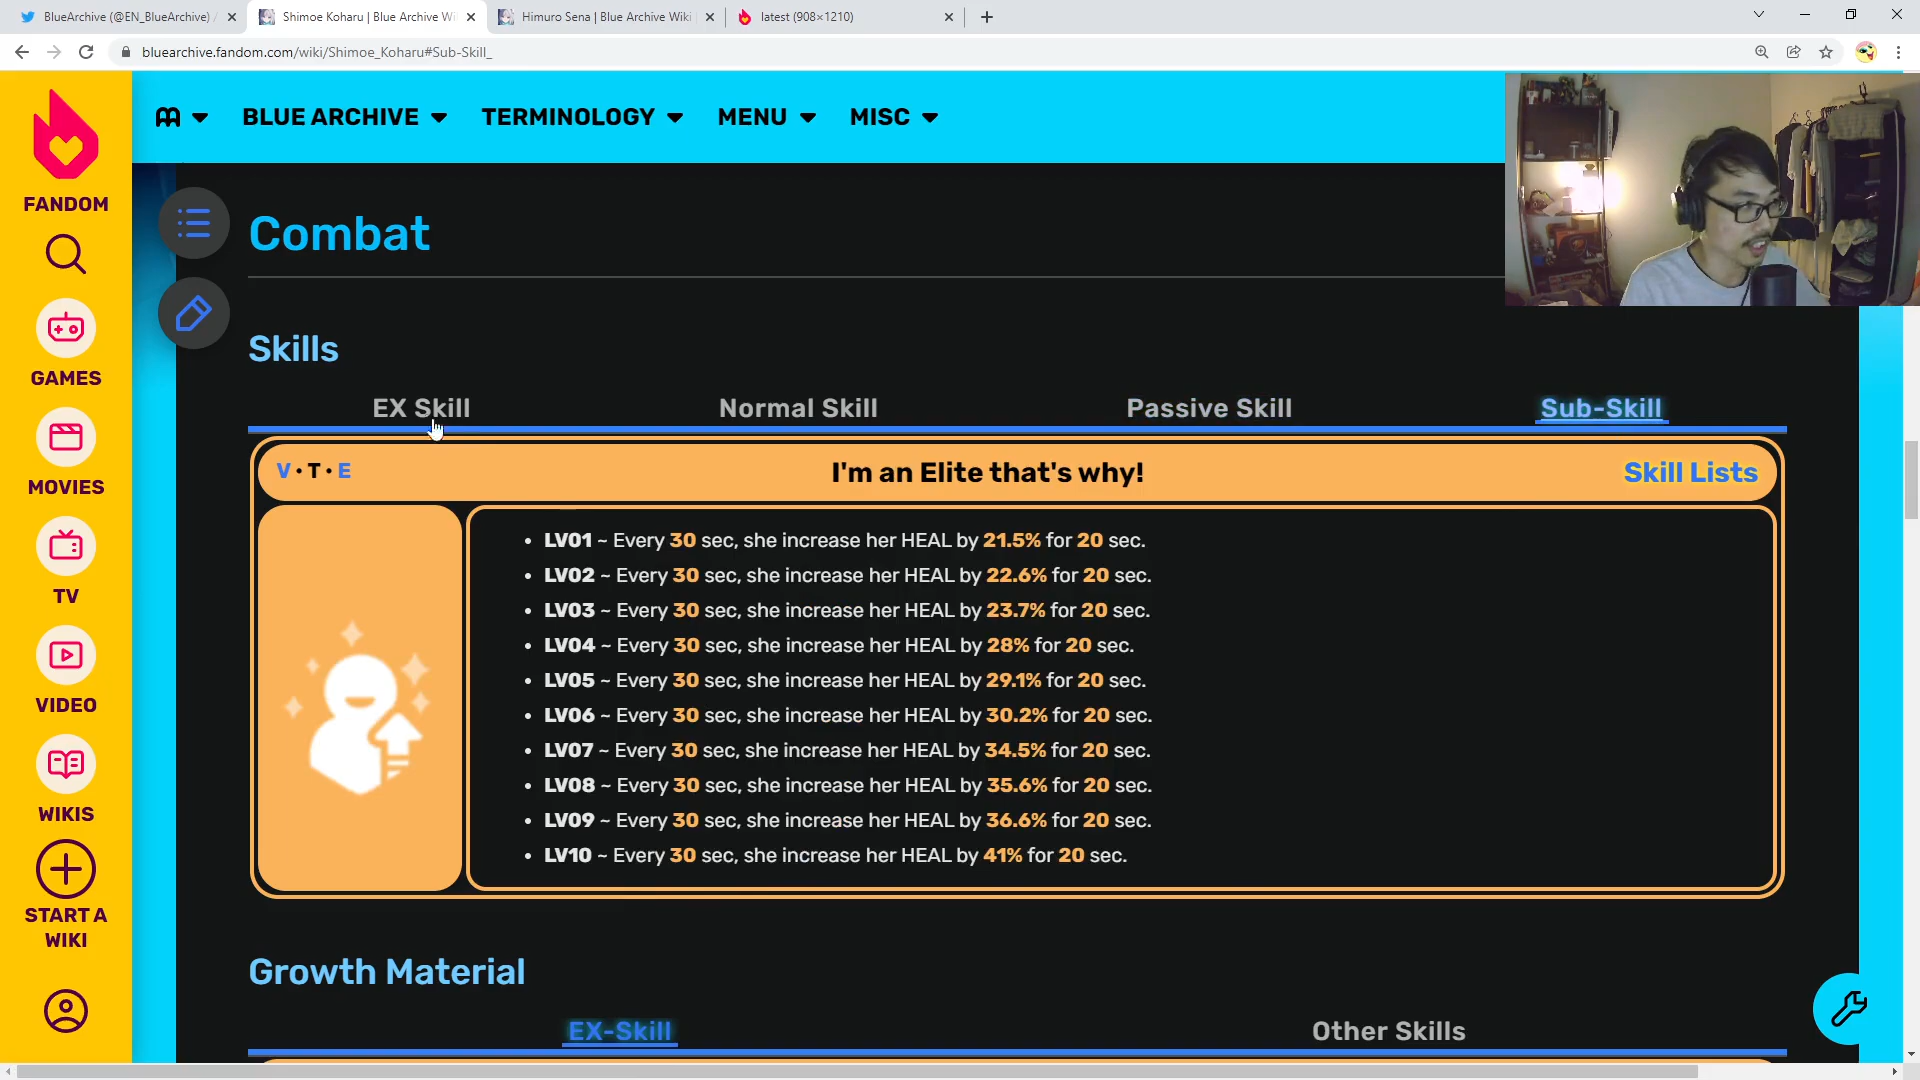 BlueArchive (@EN_BlueArchive) /
Shimoe Koharu | Blue Archive Wi
Himuro Sena | Blue Archive Wiki
latest (908×1210)
bluearchive.fandom.com/wiki/Shimoe_Koharu#Sub-Skill_
BLUE ARCHIVE
TERMINOLOGY
MENU
MISC
FANDOM
GAMES
MOVIES
TV
VIDEO
WIKIS
START A
WIKI
Combat
Skills
EX Skill
Normal Skill
Passive Skill
Sub-Skill
V • T • E
I'm an Elite that's why!
Skill Lists
• LV01 ~ Every 30 sec, she increase her HEAL by 21.5% for 20 sec.
• LV02 ~ Every 30 sec, she increase her HEAL by 22.6% for 20 sec.
• LV03 ~ Every 30 sec, she increase her HEAL by 23.7% for 20 sec.
• LV04 ~ Every 30 sec, she increase her HEAL by 28% for 20 sec.
• LV05 ~ Every 30 sec, she increase her HEAL by 29.1% for 20 sec.
• LV06 ~ Every 30 sec, she increase her HEAL by 30.2% for 20 sec.
• LV07 ~ Every 30 sec, she increase her HEAL by 34.5% for 20 sec.
• LV08 ~ Every 30 sec, she increase her HEAL by 35.6% for 20 sec.
• LV09 ~ Every 30 sec, she increase her HEAL by 36.6% for 20 sec.
• LV10 ~ Every 30 sec, she increase her HEAL by 41% for 20 sec.
Growth Material
EX-Skill
Other Skills